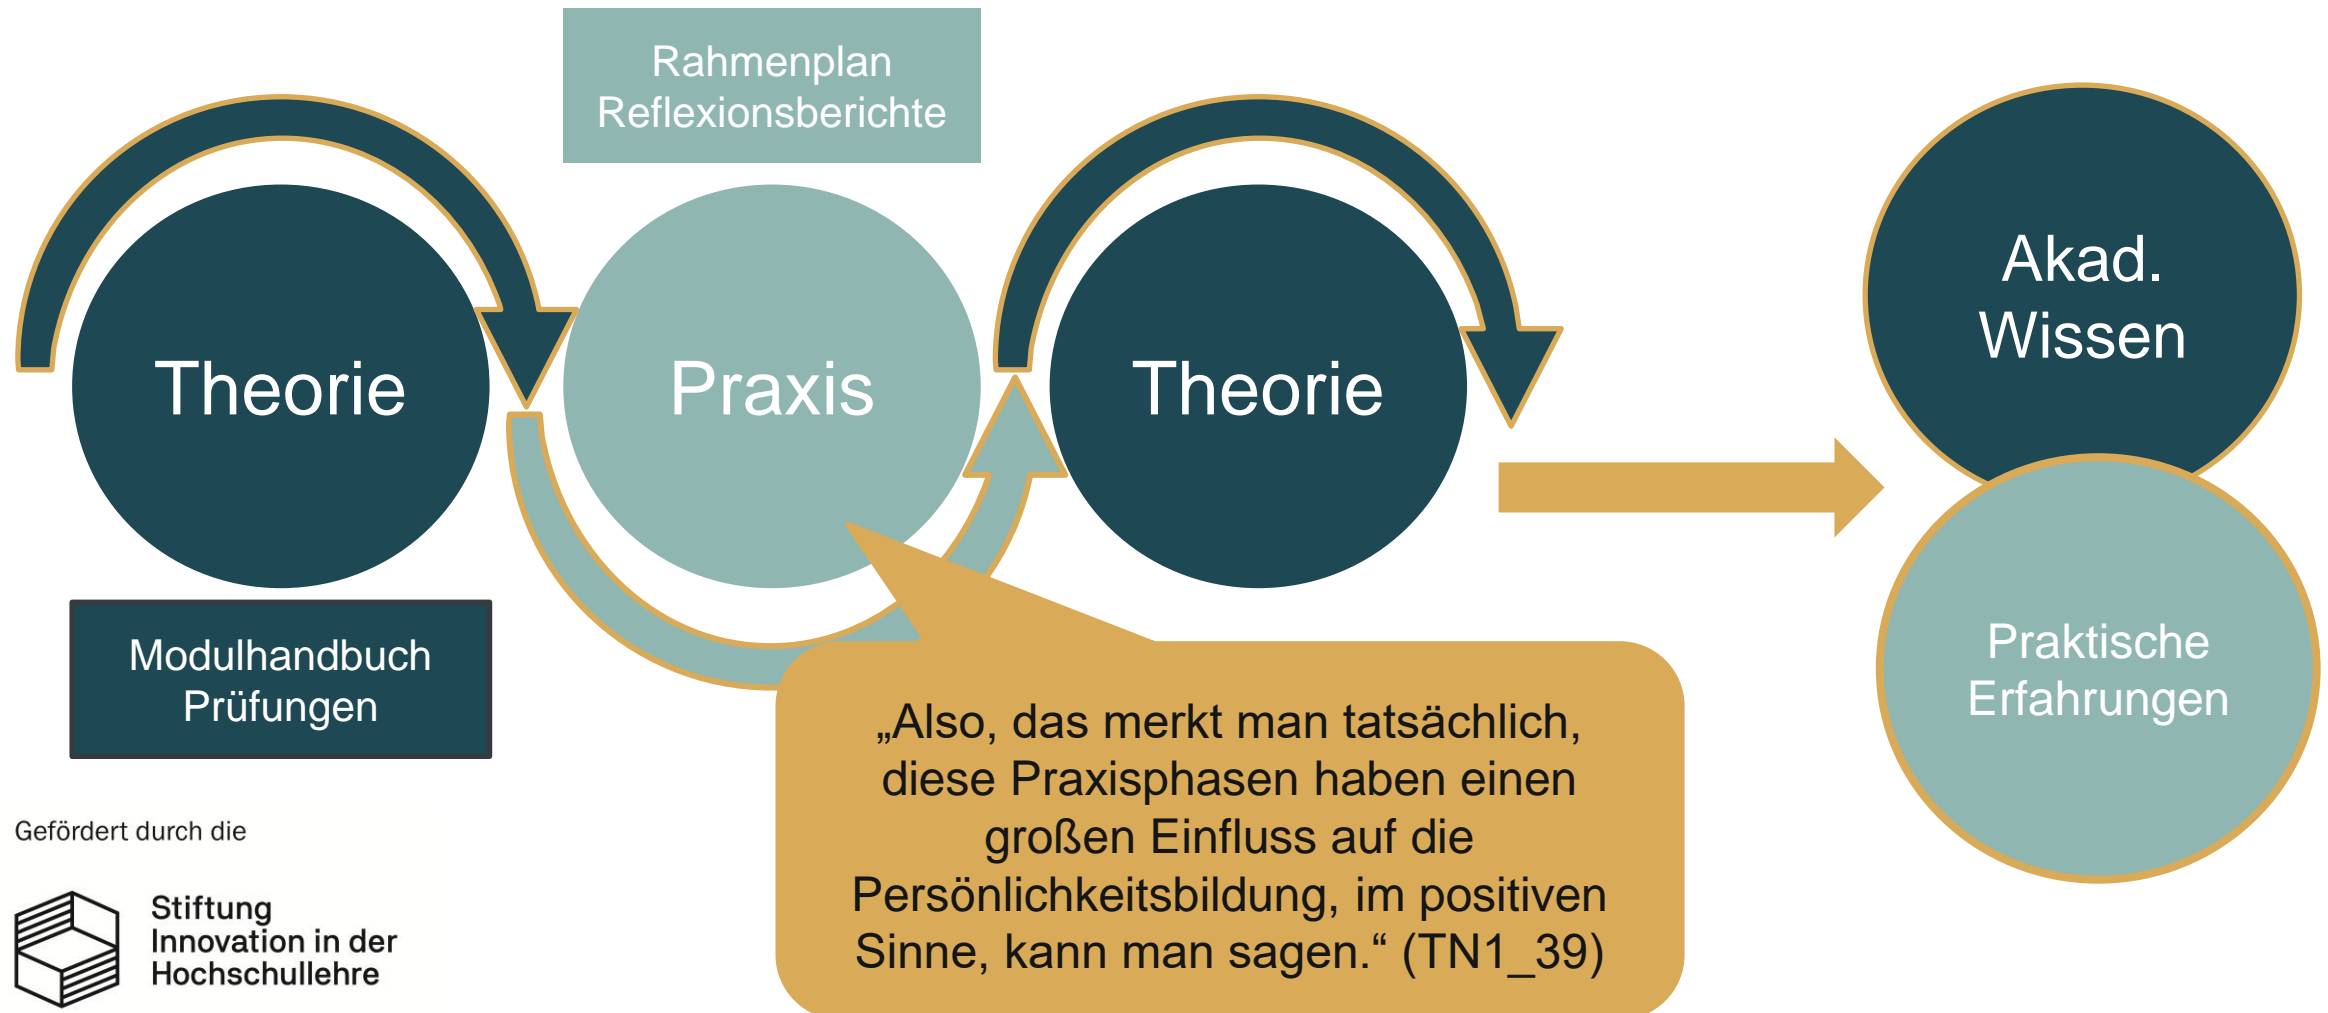 Rahmenplan
Reflexionsberichte
Theorie
Praxis
Theorie
Akad.
Wissen
Praktische
Erfahrungen
Modulhandbuch
Prüfungen
„Also, das merkt man tatsächlich,
diese Praxisphasen haben einen
großen Einfluss auf die
Persönlichkeitsbildung, im positiven
Sinne, kann man sagen.“ (TN1_39)
Gefördert durch die
Stiftung
Innovation in der
Hochschullehre